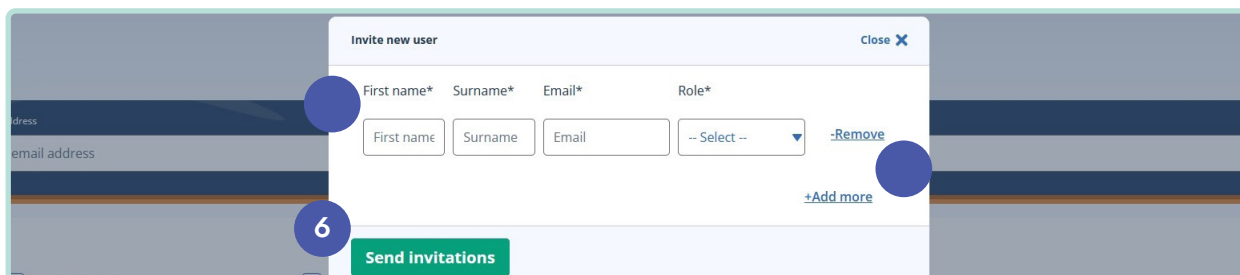 Invite new user
Close
First name* Surname* Email* Role*
dress
First name Surname Email -- Select -- -Remove
email address
+Add more
6
Send invitations